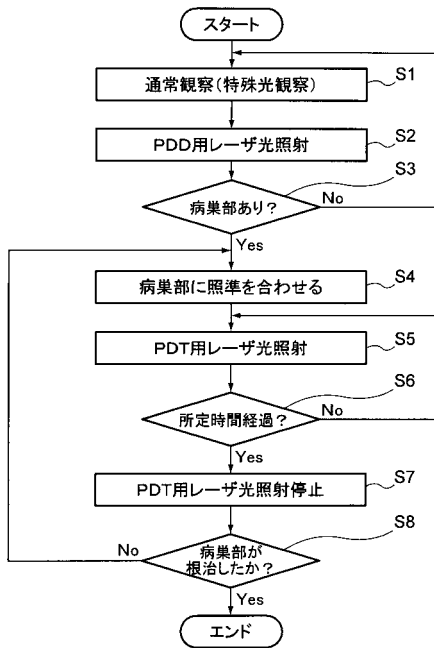 スタート
通常観察(特殊光観察)
S1
PDD用レーザ光照射
S2
S3
病巣部あり?
No
Yes
病巣部に照準を合わせる
S4
PDT用レーザ光照射
S5
S6
所定時間経過?
No
Yes
PDT用レーザ光照射停止
S7
S8
No
病巣部が
根治したか?
Yes
エンド